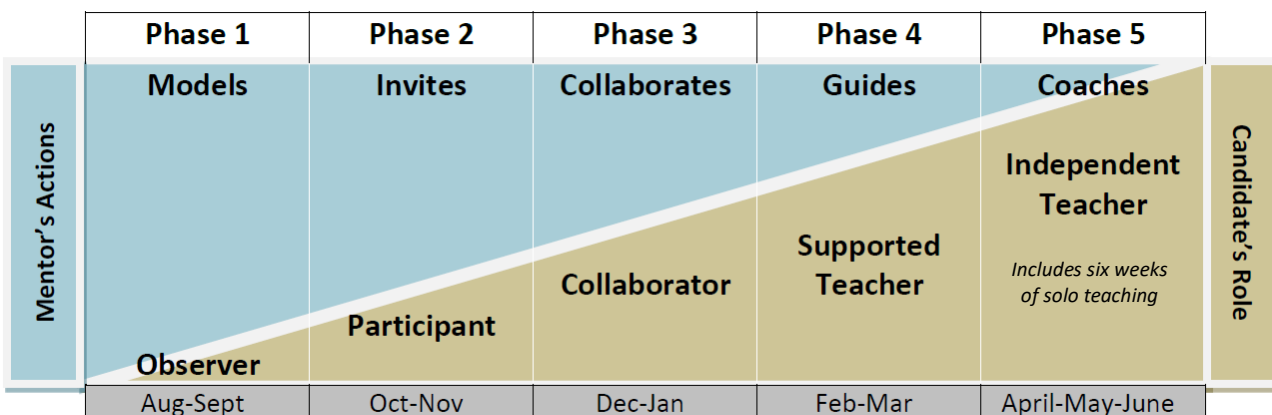 Phase 1
Phase 2
Phase 3
Phase 4
Phase 5
Mentor's Actions
Models
Invites
Collaborates
Guides
Coaches
Candidate's Role
Observer
Participant
Collaborator
Supported
Teacher
Independent
Teacher
Includes six weeks
of solo teaching
Aug-Sept
Oct-Nov
Dec-Jan
Feb-Mar
April-May-June